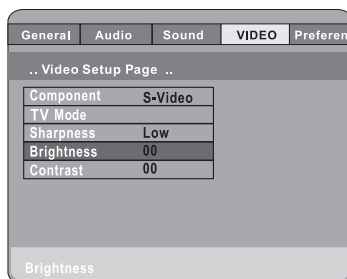 General Audio Sound VIDEO Preferen
.. Video Setup Page ..
Component S-Video
TV Mode
Sharpness Low
Brightness 00
Contrast 00
Brightness